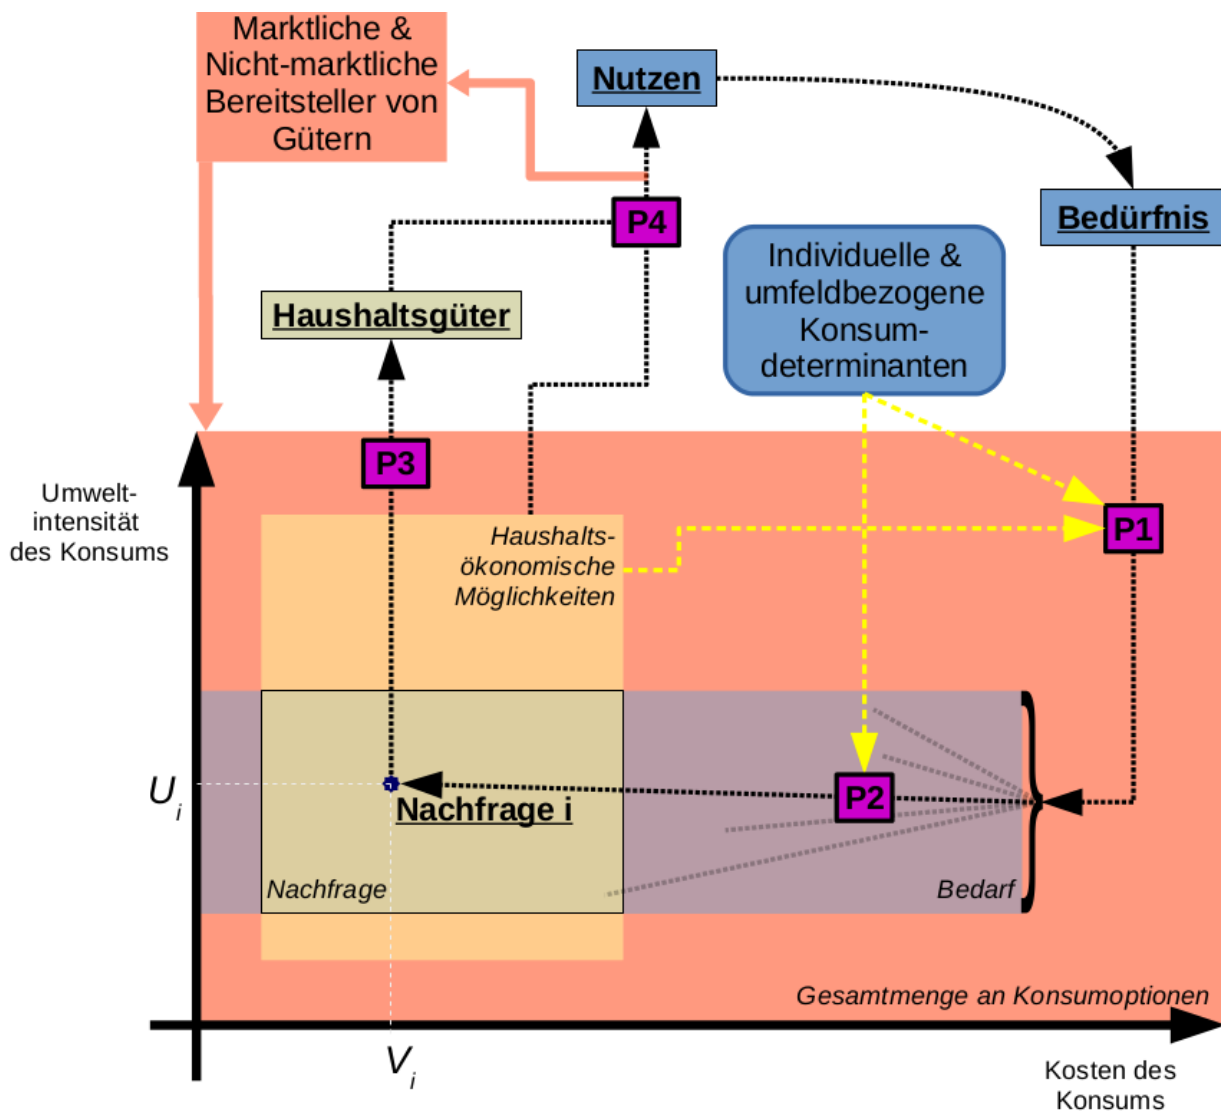 Marktliche &
Nicht-marktliche
Bereitsteller von
Gütern
Nutzen
Bedürfnis
P4
Individuelle &
umfeldbezogene
Konsum-
determinanten
Haushaltsgüter
P3
Umwelt-
intensität
des Konsums
Haushalts-
ökonomische
Möglichkeiten
P1
U i
P2
Nachfrage i
Nachfrage
Bedarf
Gesamtmenge an Konsumoptionen
V i
Kosten des
Konsums